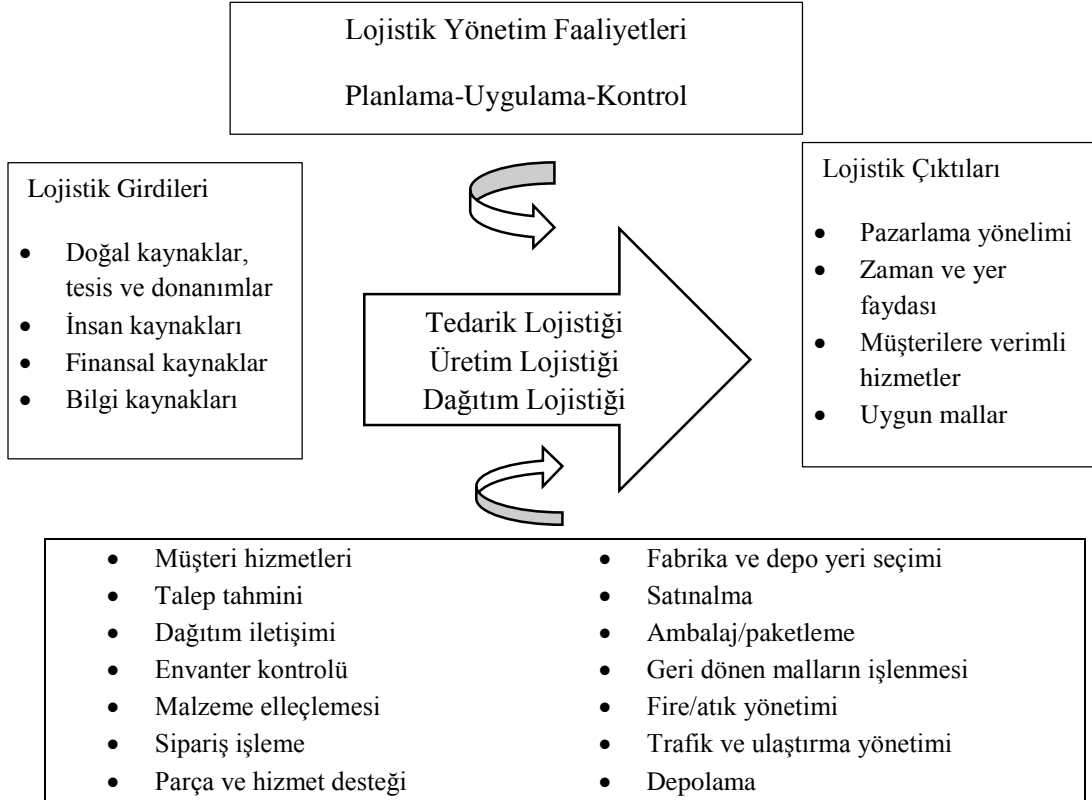 Lojistik Yönetim Faaliyetleri
Planlama-Uygulama-Kontrol
Lojistik Girdileri
• Doğal kaynaklar,
tesis ve donanımlar
• İnsan kaynakları
• Finansal kaynaklar
• Bilgi kaynakları
Tedarik Lojistiği
Üretim Lojistiği
Dağıtım Lojistiği
Lojistik Çıktıları
• Pazarlama yönelimi
• Zaman ve yer
faydası
• Müşterilere verimli
hizmetler
• Uygun mallar
• Müşteri hizmetleri
• Talep tahmini
• Dağıtım iletişimi
• Envanter kontrolü
• Malzeme elleçlemesi
• Sipariş işleme
• Parça ve hizmet desteği
• Fabrika ve depo yeri seçimi
• Satınalma
• Ambalaj/paketleme
• Geri dönen malların işlenmesi
• Fire/atık yönetimi
• Trafik ve ulaştırma yönetimi
• Depolama